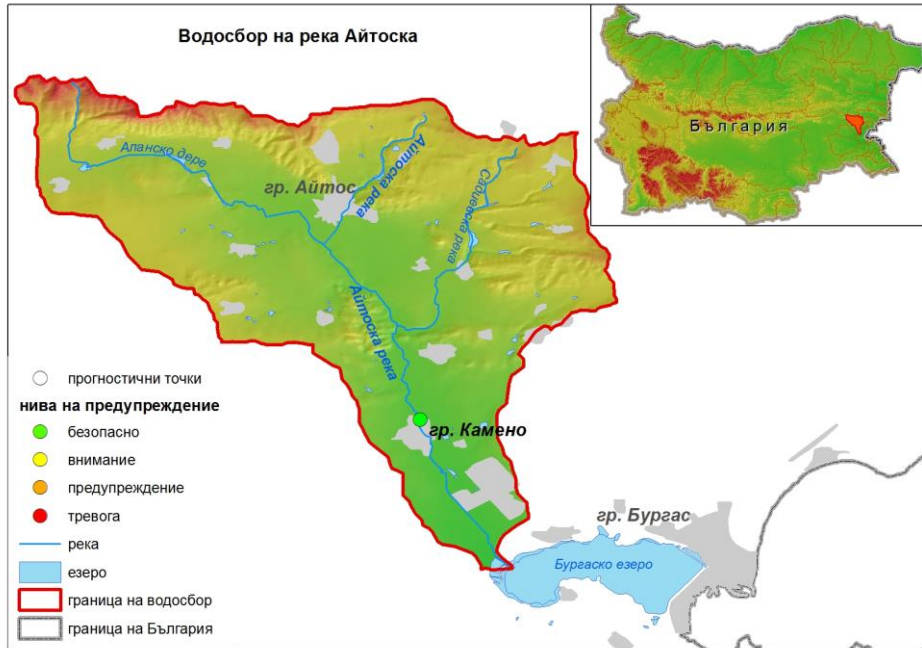 Водосбор на река Айтоска
България
Аланско дере
гр. Айтос
Айтоска река
Садиевска река
Айтоска река
гр. Камено
гр. Бургас
Бургаско езеро
прогностични точки
нива на предупреждение
безопасно
внимание
предупреждение
тревога
река
езеро
граница на водосбор
граница на България